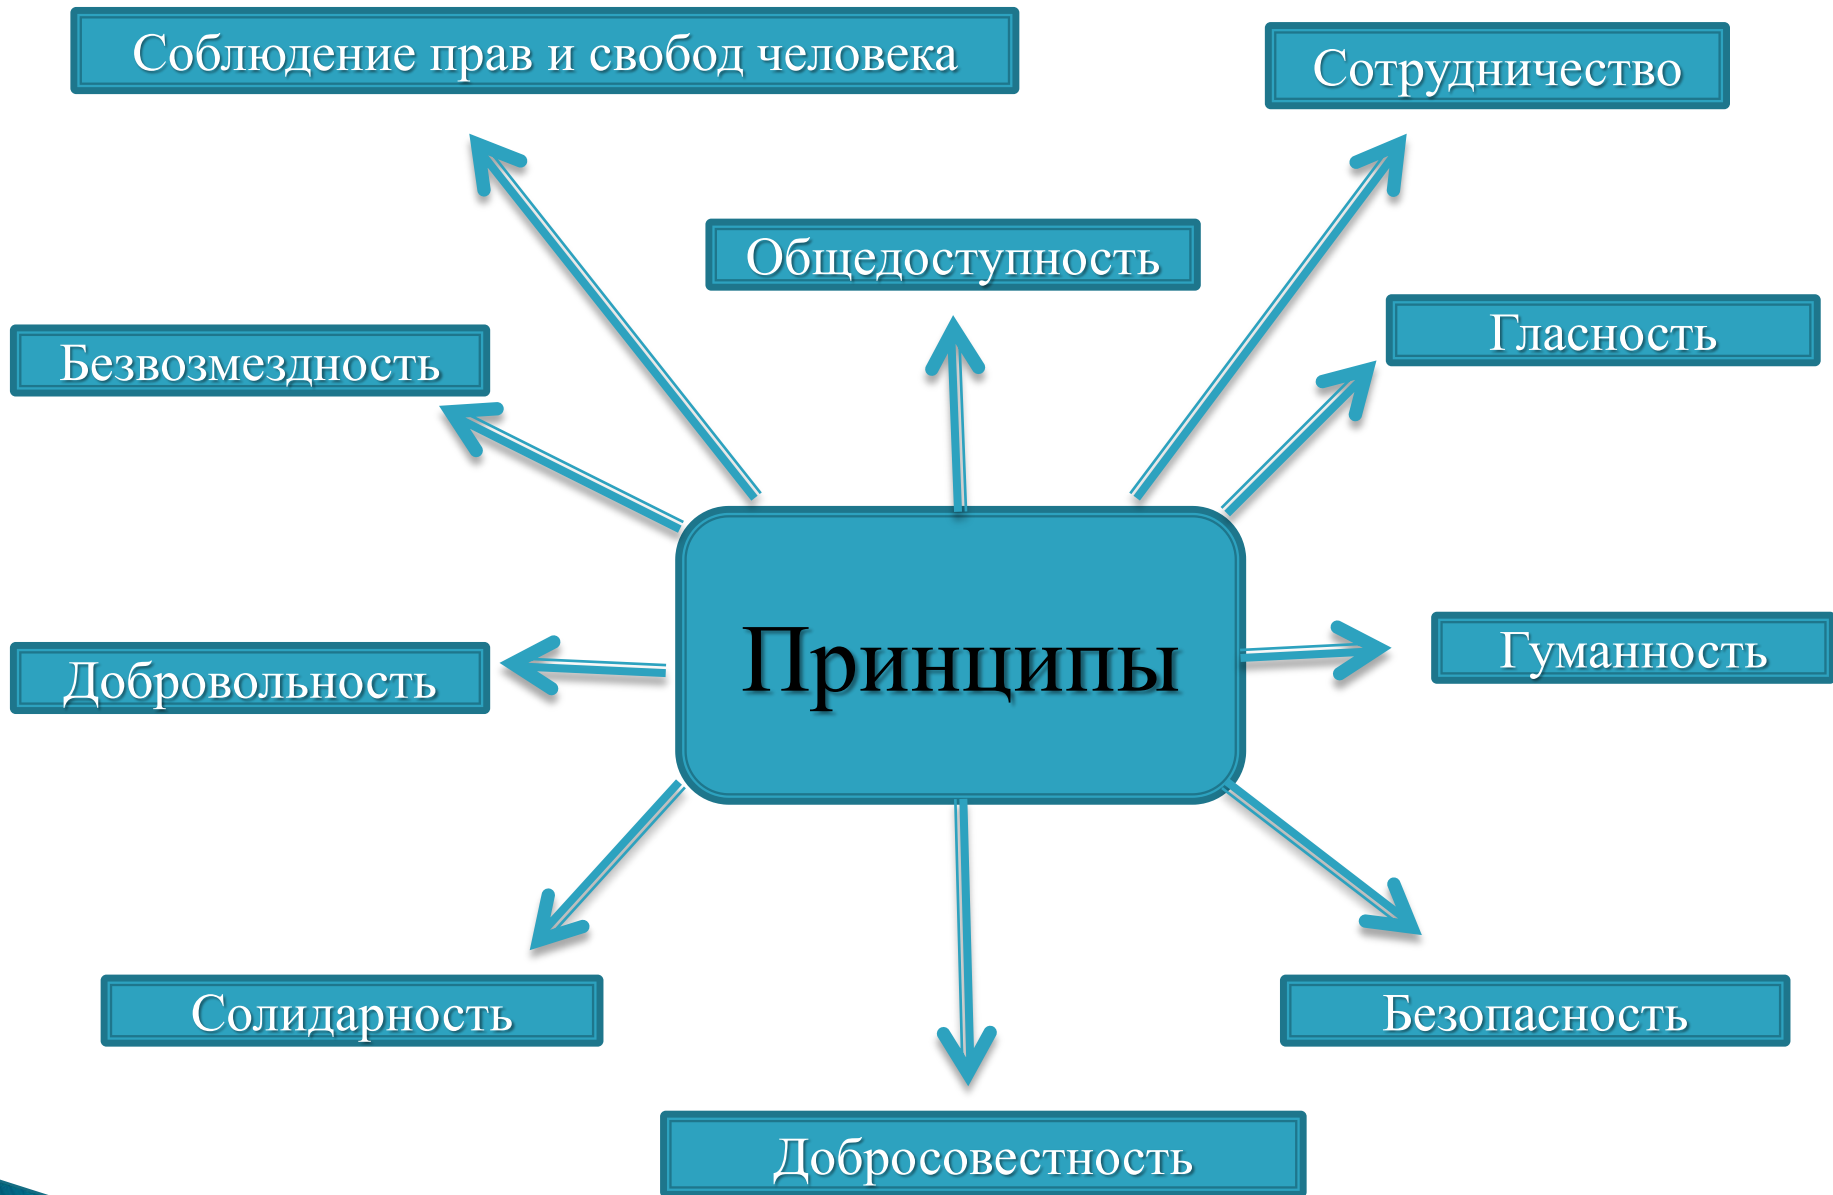 Соблюдение прав и свобод человека
Сотрудничество
Общедоступность
Гласность
Безвозмездность
Принципы
Гуманность
Добровольность
Солидарность
Безопасность
Добросовестность